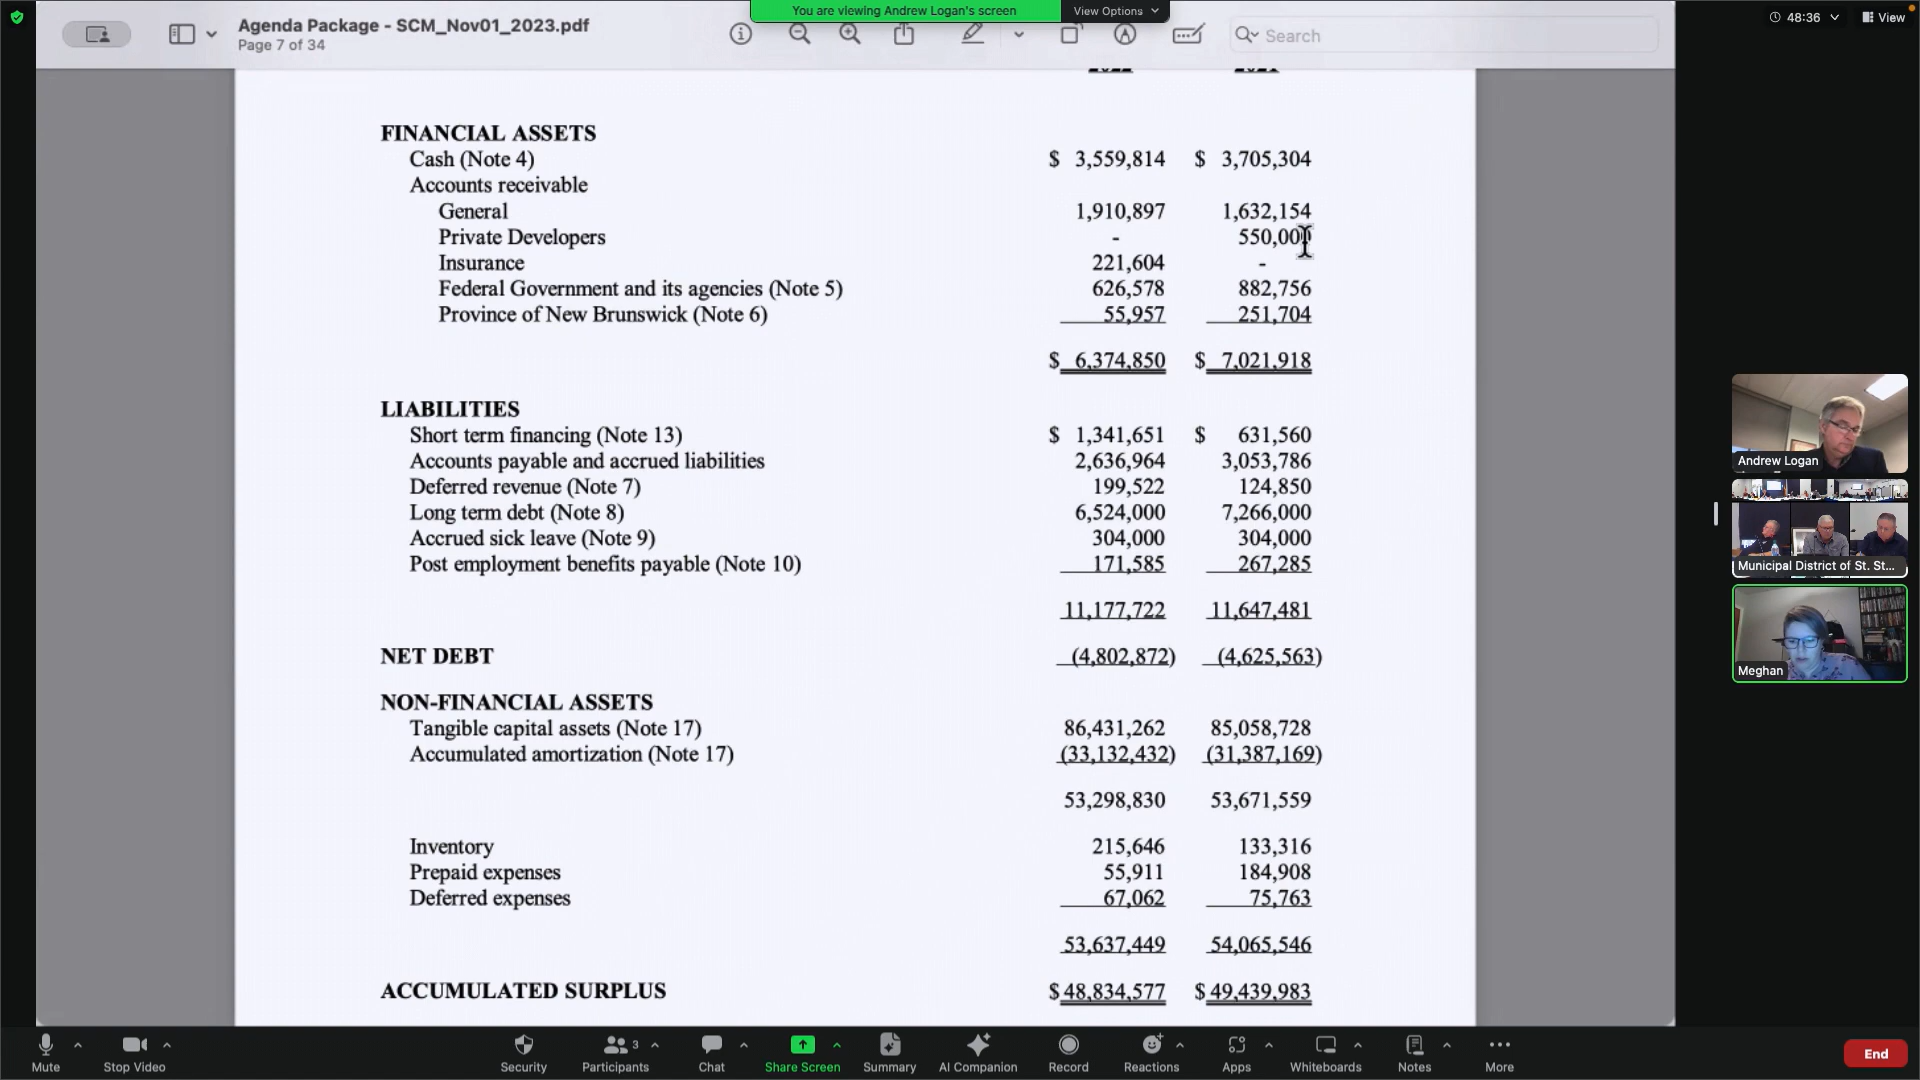 You are viewing Andrew Logan's screen
View Options
48:36
View
Agenda Package - SCM_Nov01_2023.pdf
Page 7 of 34
Search
2022 2021
FINANCIAL ASSETS
Cash (Note 4) $ 3,559,814 $ 3,705,304
Accounts receivable
General 1,910,897 1,632,154
Private Developers - 550,000
Insurance 221,604 -
Federal Government and its agencies (Note 5) 626,578 882,756
Province of New Brunswick (Note 6) 55,957 251,704
$ 6,374,850 $ 7,021,918
LIABILITIES
Short term financing (Note 13) $ 1,341,651 $ 631,560
Accounts payable and accrued liabilities 2,636,964 3,053,786
Deferred revenue (Note 7) 199,522 124,850
Long term debt (Note 8) 6,524,000 7,266,000
Accrued sick leave (Note 9) 304,000 304,000
Post employment benefits payable (Note 10) 171,585 267,285
11,177,722 11,647,481
NET DEBT (4,802,872) (4,625,563)
NON-FINANCIAL ASSETS
Tangible capital assets (Note 17) 86,431,262 85,058,728
Accumulated amortization (Note 17) (33,132,432) (31,387,169)
53,298,830 53,671,559
Inventory 215,646 133,316
Prepaid expenses 55,911 184,908
Deferred expenses 67,062 75,763
53,637,449 54,065,546
ACCUMULATED SURPLUS $ 48,834,577 $ 49,439,983
Andrew Logan
Municipal District of St. St...
Meghan
Mute
Stop Video
Security
Participants 3
Chat
Share Screen
Summary
AI Companion
Record
Reactions
Apps
Whiteboards
Notes
More
End